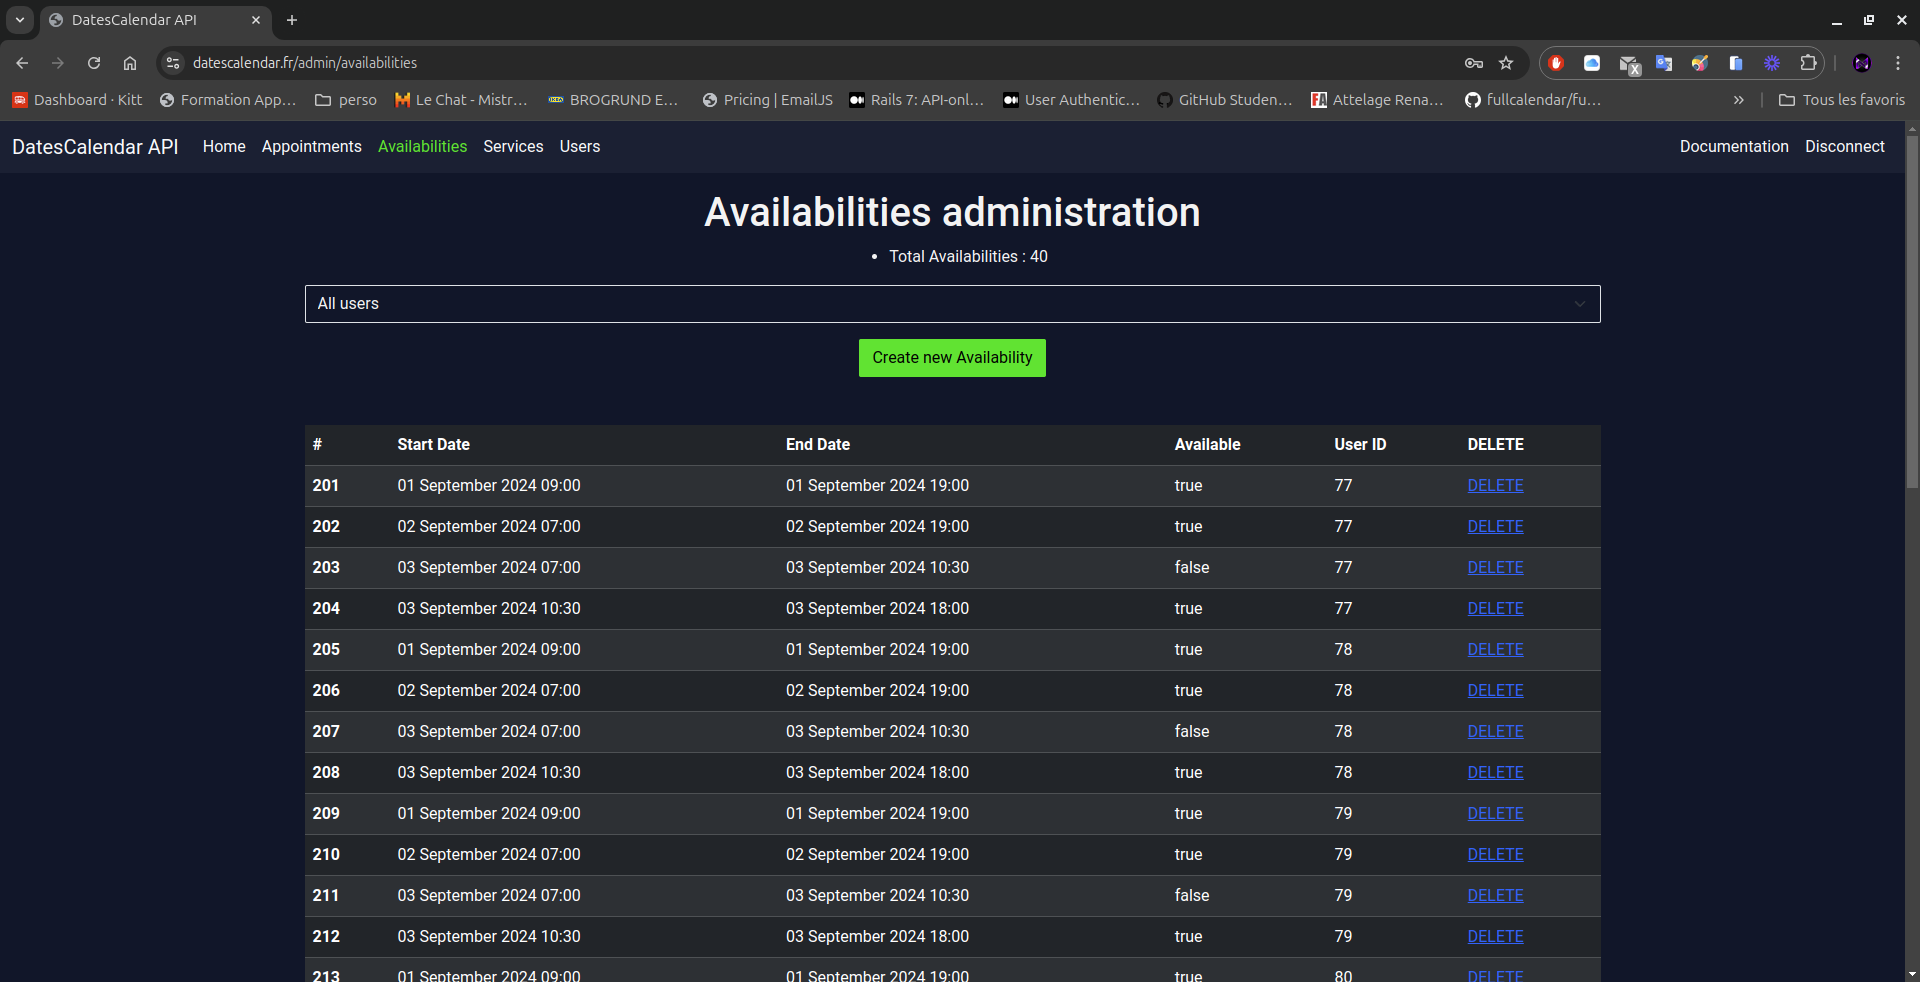 DatesCalendar API
datescalendar.fr/admin/availabilities
Dashboard · Kitt Formation App... perso Le Chat - Mistr... BROGRUND E... Pricing | EmailJS Rails 7: API-onl... User Authentic... GitHub Studen... Attelage Rena... fullcalendar/fu... » Tous les favoris
DatesCalendar API Home Appointments Availabilities Services Users Documentation Disconnect
Availabilities administration
• Total Availabilities : 40
All users
Create new Availability
# Start Date End Date Available User ID DELETE
201 01 September 2024 09:00 01 September 2024 19:00 true 77 DELETE
202 02 September 2024 07:00 02 September 2024 19:00 true 77 DELETE
203 03 September 2024 07:00 03 September 2024 10:30 false 77 DELETE
204 03 September 2024 10:30 03 September 2024 18:00 true 77 DELETE
205 01 September 2024 09:00 01 September 2024 19:00 true 78 DELETE
206 02 September 2024 07:00 02 September 2024 19:00 true 78 DELETE
207 03 September 2024 07:00 03 September 2024 10:30 false 78 DELETE
208 03 September 2024 10:30 03 September 2024 18:00 true 78 DELETE
209 01 September 2024 09:00 01 September 2024 19:00 true 79 DELETE
210 02 September 2024 07:00 02 September 2024 19:00 true 79 DELETE
211 03 September 2024 07:00 03 September 2024 10:30 false 79 DELETE
212 03 September 2024 10:30 03 September 2024 18:00 true 79 DELETE
213 01 September 2024 09:00 01 September 2024 19:00 true 80 DELETE